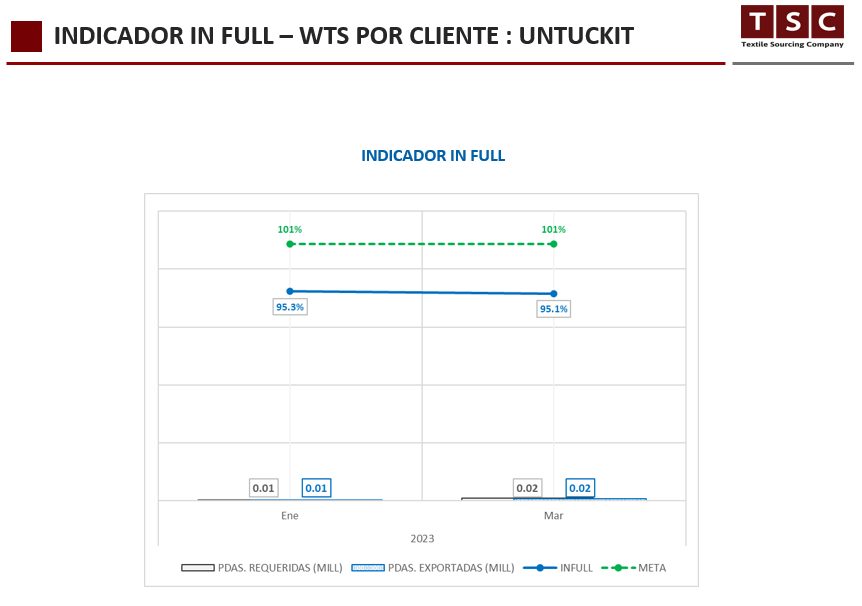 INDICADOR IN FULL – WTS POR CLIENTE : UNTUCKIT
TSC
Textile Sourcing Company
INDICADOR IN FULL
101% 101%
95.3% 95.1%
0.01 0.01 0.02 0.02
Ene Mar
2023
PDAS. REQUERIDAS (MILL) PDAS. EXPORTADAS (MILL) INFULL META